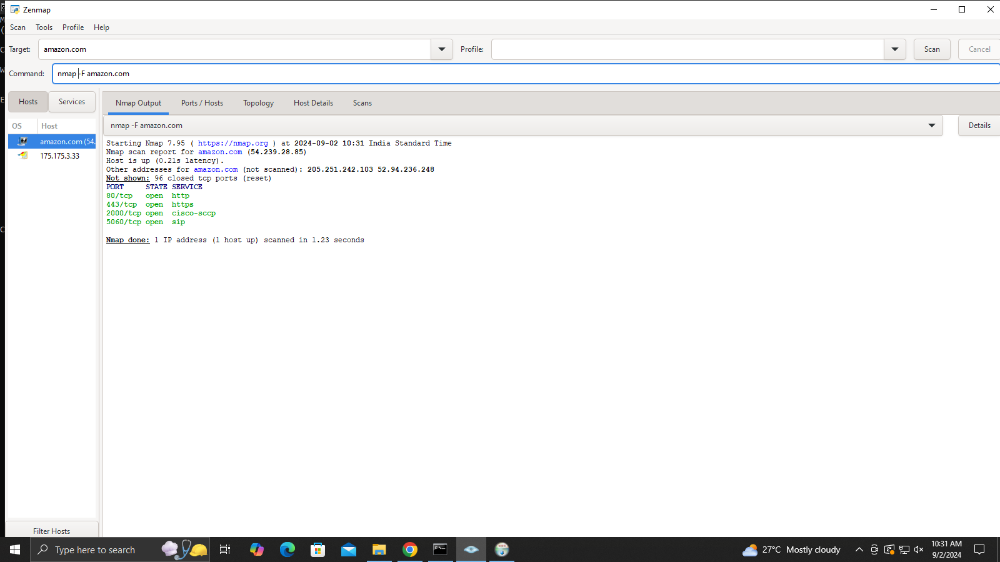 Zenmap
Scan Tools Profile Help
Target: amazon.com Profile: Scan Cancel
Command: nmap -F amazon.com
Hosts Services
Nmap Output Ports / Hosts Topology Host Details Scans
OS Host
nmap -F amazon.com Details
amazon.com (54.
175.175.3.33
Starting Nmap 7.95 ( https://nmap.org ) at 2024-09-02 10:31 India Standard Time
Nmap scan report for amazon.com (54.239.28.85)
Host is up (0.21s latency).
Other addresses for amazon.com (not scanned): 205.251.242.103 52.94.236.248
Not shown: 96 closed tcp ports (reset)
PORT STATE SERVICE
80/tcp open http
443/tcp open https
2000/tcp open cisco-sccp
5060/tcp open sip
Nmap done: 1 IP address (1 host up) scanned in 1.23 seconds
Filter Hosts
Type here to search
27°C Mostly cloudy
10:31 AM
9/2/2024